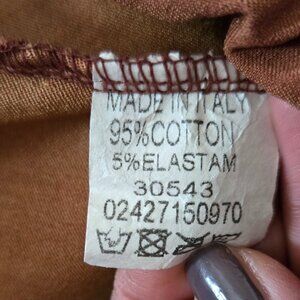 MADE IN ITALY
95%COTTON
5%ELASTAM
30543
02427150970